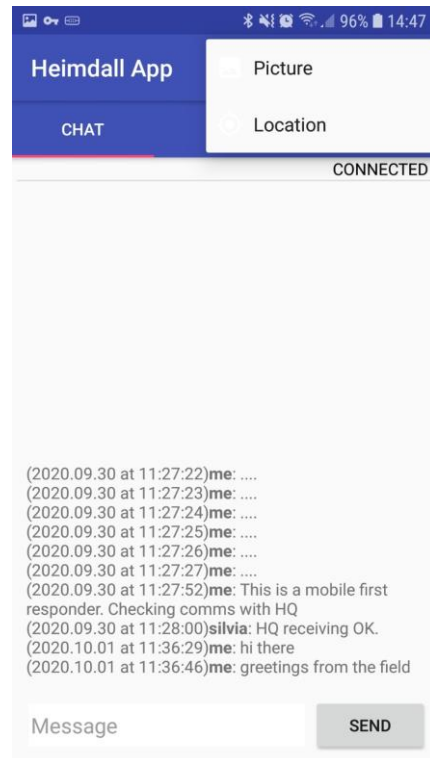 96% 14:47
Heimdall App
Picture
Location
CHAT
CONNECTED
(2020.09.30 at 11:27:22)me: ....
(2020.09.30 at 11:27:23)me: ....
(2020.09.30 at 11:27:24)me: ....
(2020.09.30 at 11:27:25)me: ....
(2020.09.30 at 11:27:26)me: ....
(2020.09.30 at 11:27:27)me: ....
(2020.09.30 at 11:27:52)me: This is a mobile first
responder. Checking comms with HQ
(2020.09.30 at 11:28:00)silvia: HQ receiving OK.
(2020.10.01 at 11:36:29)me: hi there
(2020.10.01 at 11:36:46)me: greetings from the field
Message
SEND